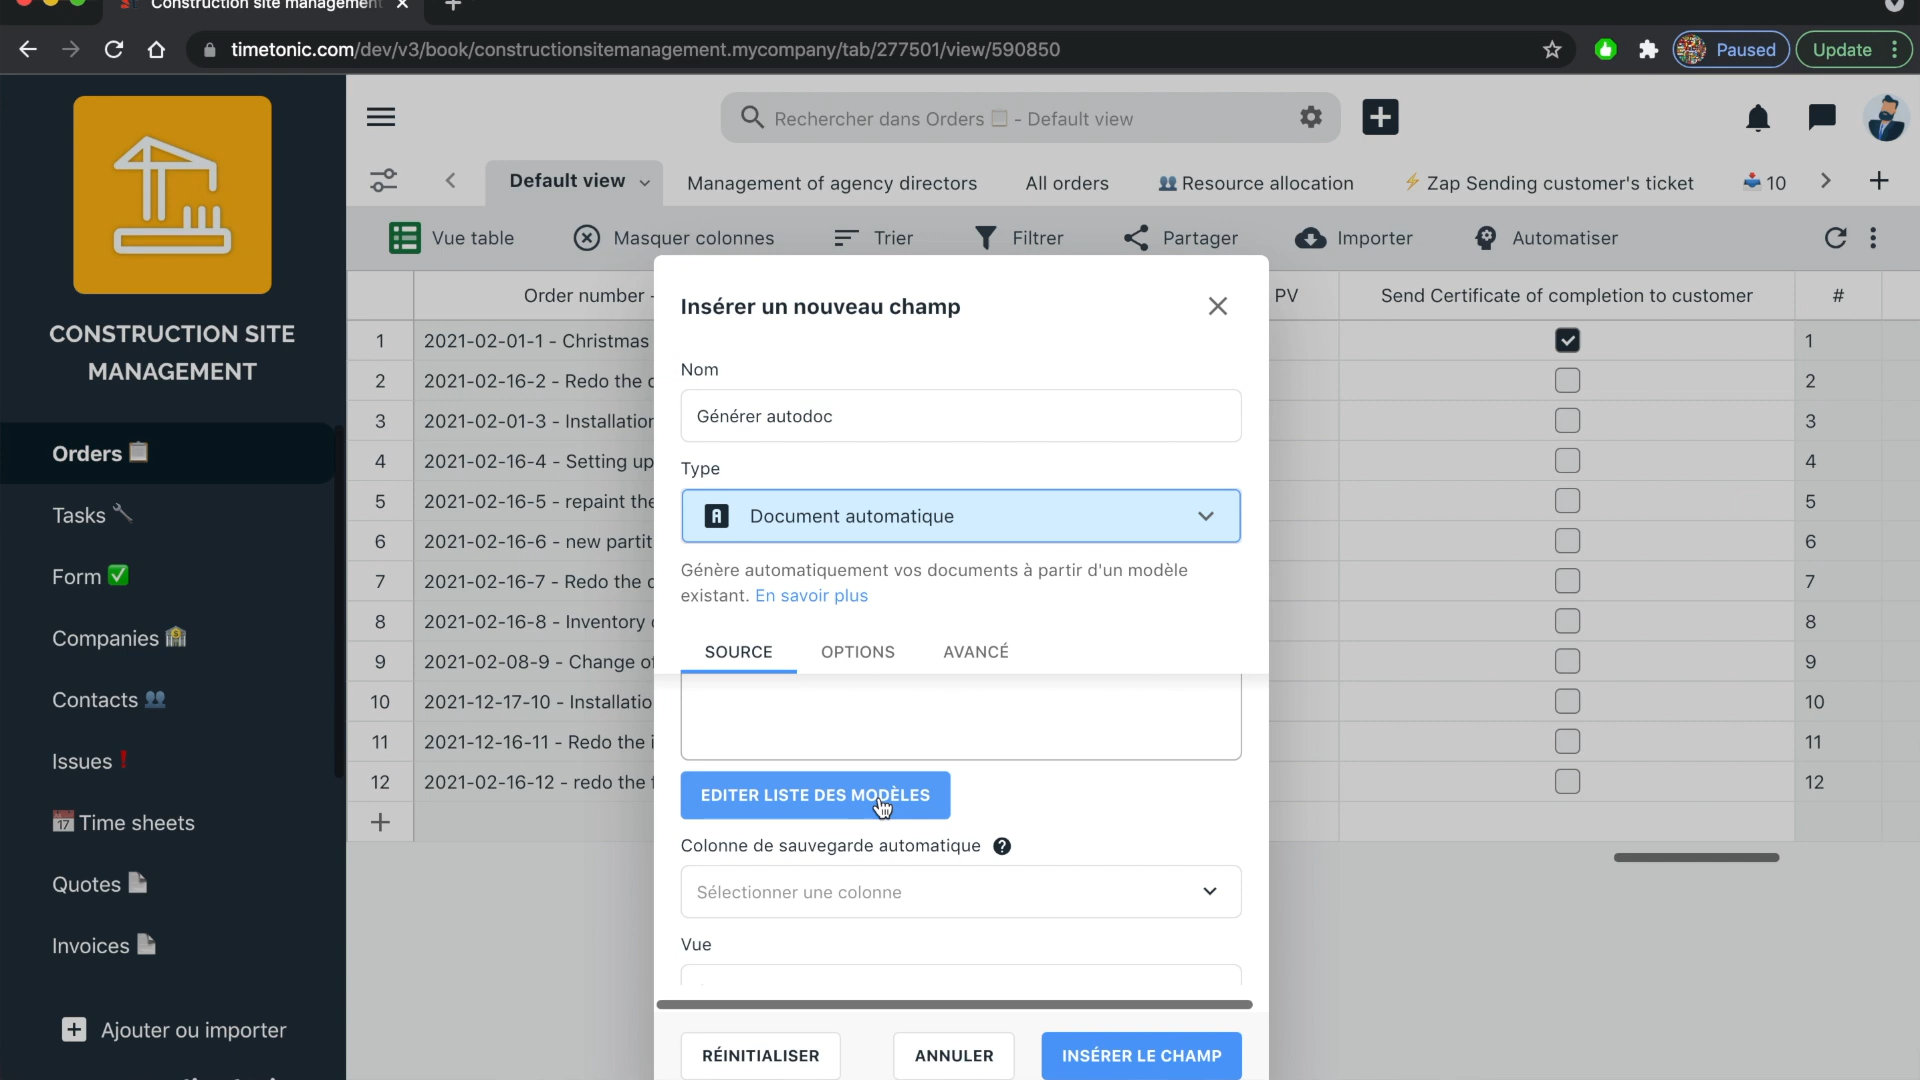 Construction site management
timetonic.com/dev/v3/book/constructionsitemanagement.mycompany/tab/277501/view/590850
Paused
Update
CONSTRUCTION SITE
MANAGEMENT
Orders
Tasks
Form
Companies
Contacts
Issues
Time sheets
Quotes
Invoices
Ajouter ou importer
Rechercher dans Orders - Default view
Default view
Management of agency directors
All orders
Resource allocation
Zap Sending customer's ticket
10
Vue table
Masquer colonnes
Trier
Filtrer
Partager
Importer
Automatiser
Order number -
PV
Send Certificate of completion to customer
#
1 2021-02-01-1 - Christmas 1
2 2021-02-16-2 - Redo the 2
3 2021-02-01-3 - Installation 3
4 2021-02-16-4 - Setting up 4
5 2021-02-16-5 - repaint the 5
6 2021-02-16-6 - new partit 6
7 2021-02-16-7 - Redo the 7
8 2021-02-16-8 - Inventory 8
9 2021-02-08-9 - Change of 9
10 2021-12-17-10 - Installatio 10
11 2021-12-16-11 - Redo the i 11
12 2021-02-16-12 - redo the 12
Insérer un nouveau champ
Nom
Générer autodoc
Type
Document automatique
Génère automatiquement vos documents à partir d'un modèle
existant. En savoir plus
SOURCE
OPTIONS
AVANCÉ
EDITER LISTE DES MODÈLES
Colonne de sauvegarde automatique ?
Sélectionner une colonne
Vue
RÉINITIALISER
ANNULER
INSÉRER LE CHAMP